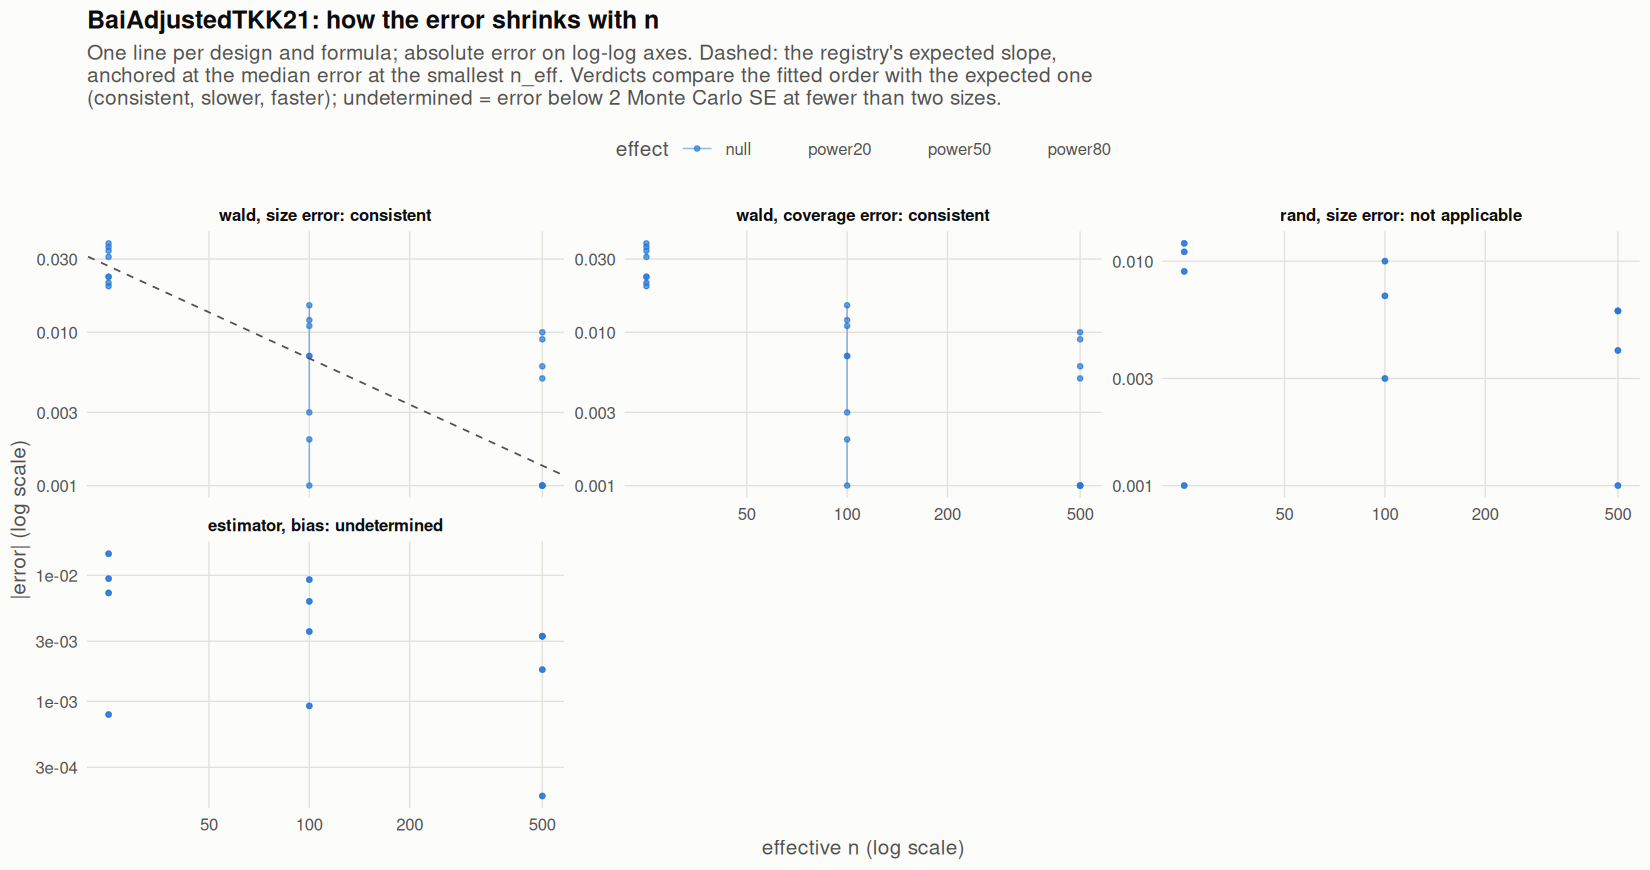 BaiAdjustedTKK21: how the error shrinks with n
One line per design and formula; absolute error on log-log axes. Dashed: the registry's expected slope,
anchored at the median error at the smallest n_eff. Verdicts compare the fitted order with the expected one
(consistent, slower, faster); undetermined = error below 2 Monte Carlo SE at fewer than two sizes.
effect null power20 power50 power80
wald, size error: consistent
0.030
0.010
0.003
0.001
wald, coverage error: consistent
0.030
0.010
0.003
0.001
50 100 200 500
rand, size error: not applicable
0.010
0.003
0.001
50 100 200 500
estimator, bias: undetermined
1e-02
3e-03
1e-03
3e-04
50 100 200 500
|error| (log scale)
effective n (log scale)